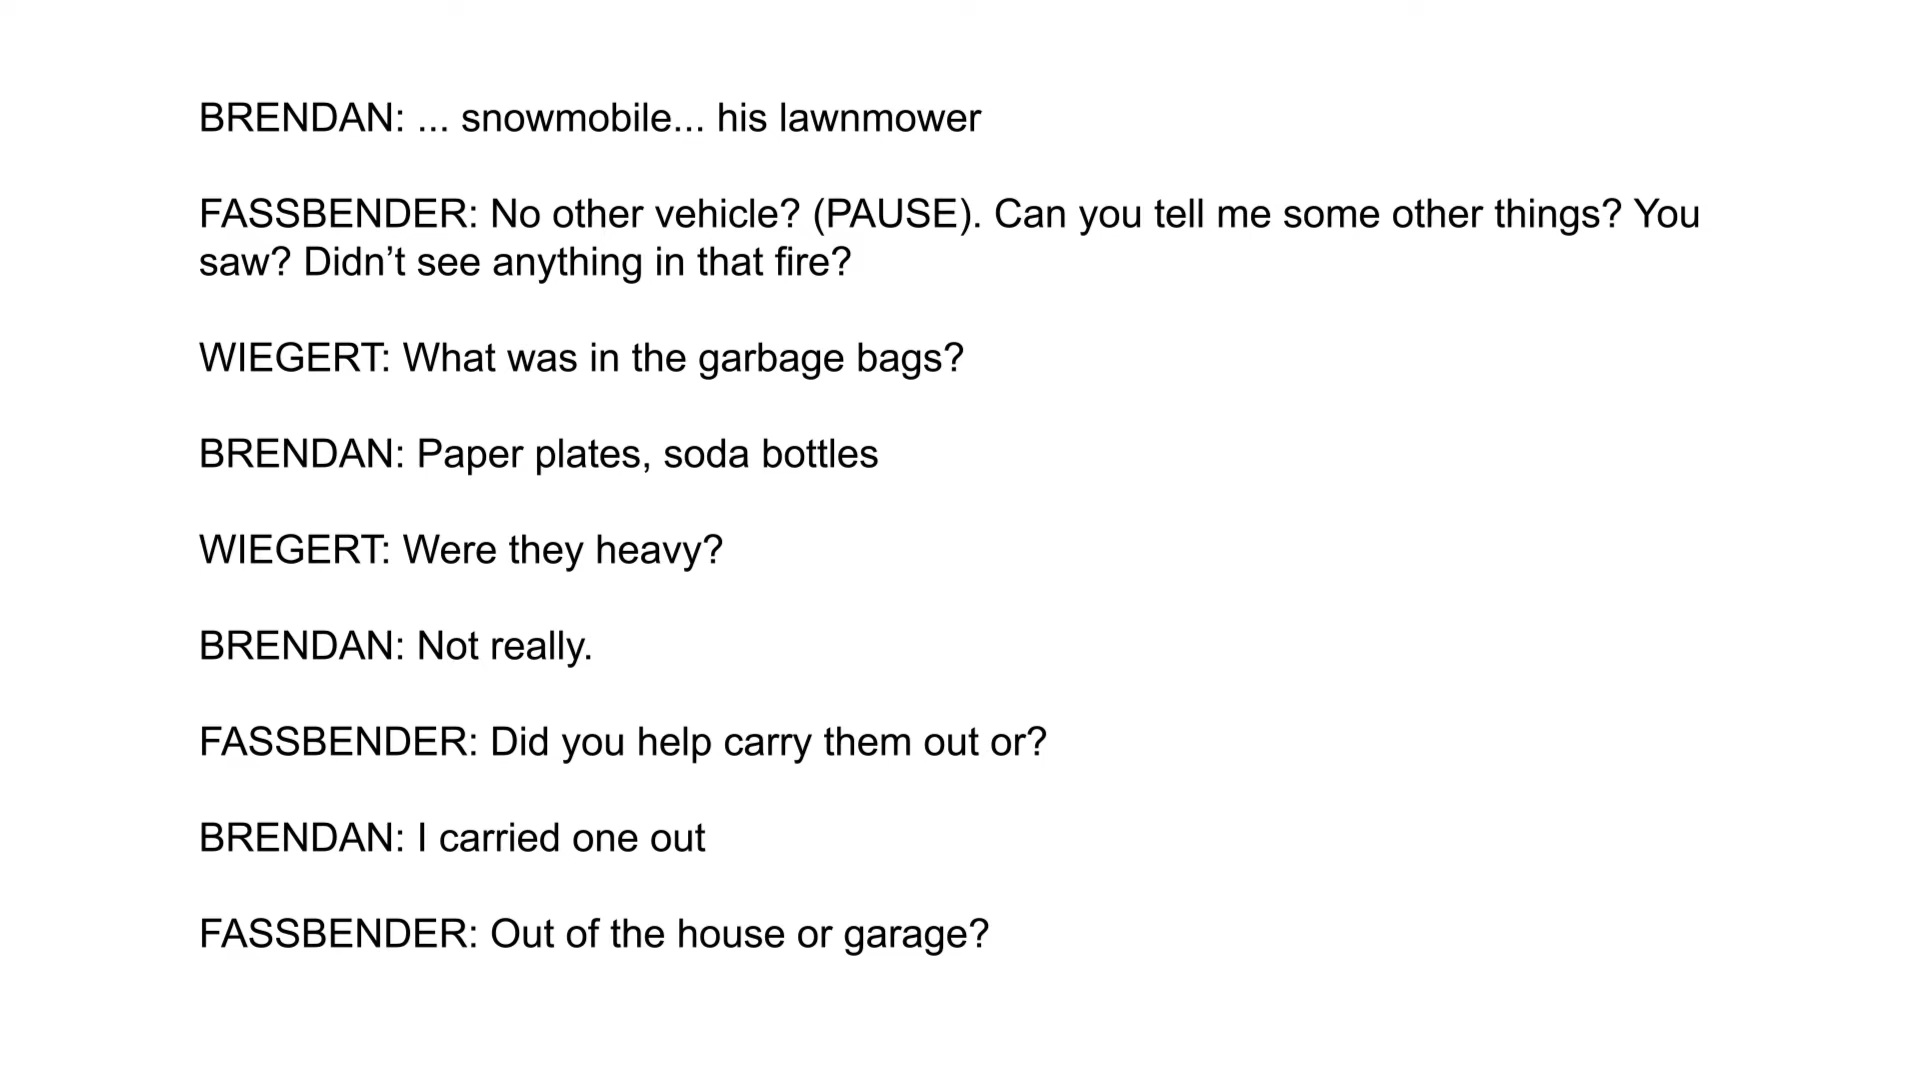 BRENDAN: ... snowmobile... his lawnmower
FASSBENDER: No other vehicle? (PAUSE). Can you tell me some other things? You
saw? Didn’t see anything in that fire?
WIEGERT: What was in the garbage bags?
BRENDAN: Paper plates, soda bottles
WIEGERT: Were they heavy?
BRENDAN: Not really.
FASSBENDER: Did you help carry them out or?
BRENDAN: I carried one out
FASSBENDER: Out of the house or garage?